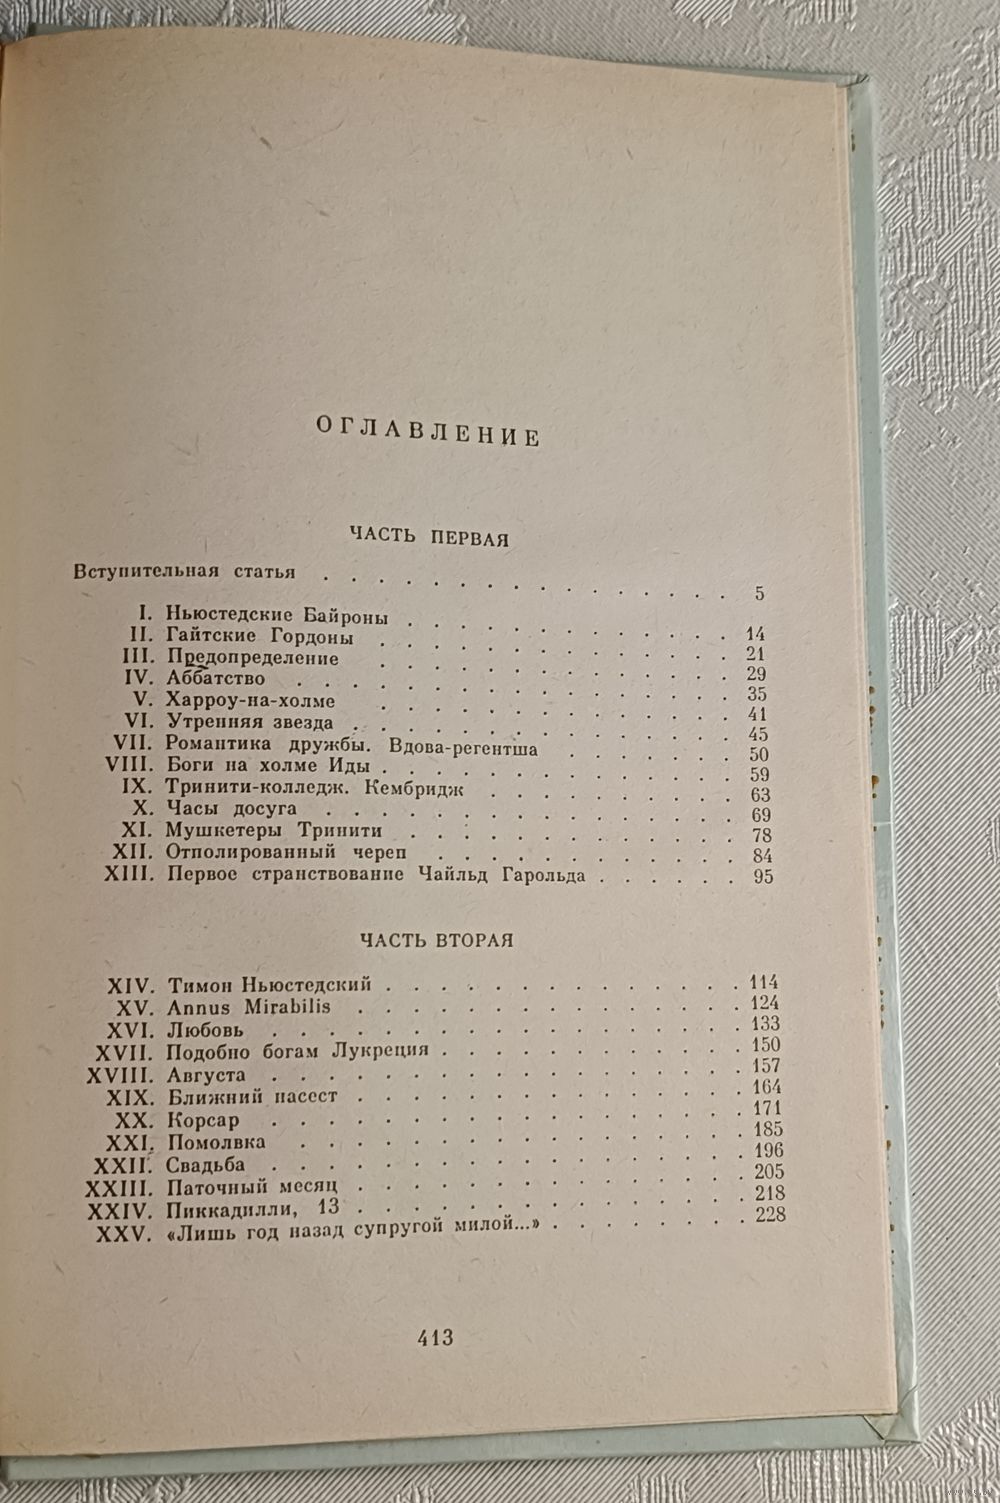 ОГЛАВЛЕНИЕ
ЧАСТЬ ПЕРВАЯ
Вступительная статья . . . . . . . . . . . . . . . 5
I. Ньюстедские Байроны . . . . . . . . . . . . 14
II. Гайтские Гордоны . . . . . . . . . . . . . 21
III. Предопределение . . . . . . . . . . . . . 29
IV. Аббатство . . . . . . . . . . . . . . . . 35
V. Харроу-на-холме . . . . . . . . . . . . . 41
VI. Утренняя звезда . . . . . . . . . . . . . . 45
VII. Романтика дружбы. Вдова-регентша . . . . . . 50
VIII. Боги на холме Иды . . . . . . . . . . . . . 59
IX. Тринити-колледж. Кембридж . . . . . . . . . 63
X. Часы досуга . . . . . . . . . . . . . . . 69
XI. Мушкетеры Тринити . . . . . . . . . . . . 78
XII. Отполированный череп . . . . . . . . . . . 84
XIII. Первое странствование Чайльд Гарольда . . . . . . 95
ЧАСТЬ ВТОРАЯ
XIV. Тимон Ньюстедский . . . . . . . . . . . . . . 114
XV. Annus Mirabilis . . . . . . . . . . . . . . 124
XVI. Любовь . . . . . . . . . . . . . . . . . 133
XVII. Подобно богам Лукреция . . . . . . . . . . . 150
XVIII. Августа . . . . . . . . . . . . . . . . . 157
XIX. Ближний насест . . . . . . . . . . . . . . 164
XX. Корсар . . . . . . . . . . . . . . . . . 171
XXI. Помолвка . . . . . . . . . . . . . . . . 185
XXII. Свадьба . . . . . . . . . . . . . . . . . 196
XXIII. Паточный месяц . . . . . . . . . . . . . . 205
XXIV. Пиккадилли, 13 . . . . . . . . . . . . . . 218
XXV. «Лишь год назад супругой милой...» . . . . . . . 228
413